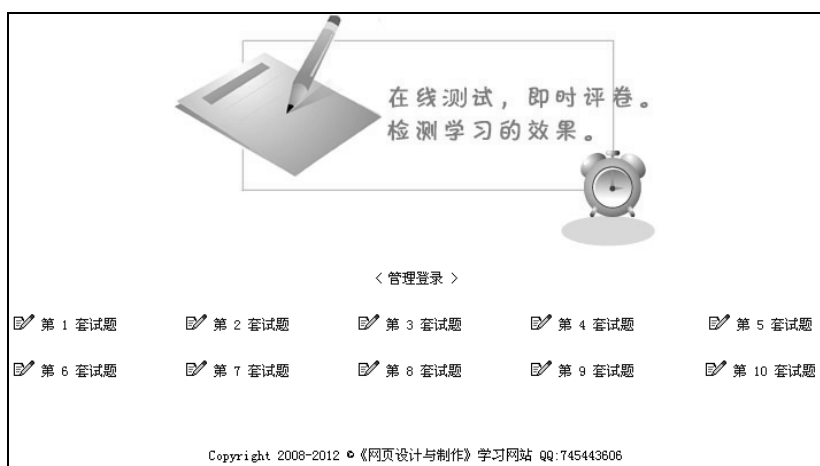 在线测试，即时评卷。
检测学习的效果。
< 管理登录 >
第 1 套试题 第 2 套试题 第 3 套试题 第 4 套试题 第 5 套试题
第 6 套试题 第 7 套试题 第 8 套试题 第 9 套试题 第 10 套试题
Copyright 2008-2012 ©《网页设计与制作》学习网站 QQ:745443606